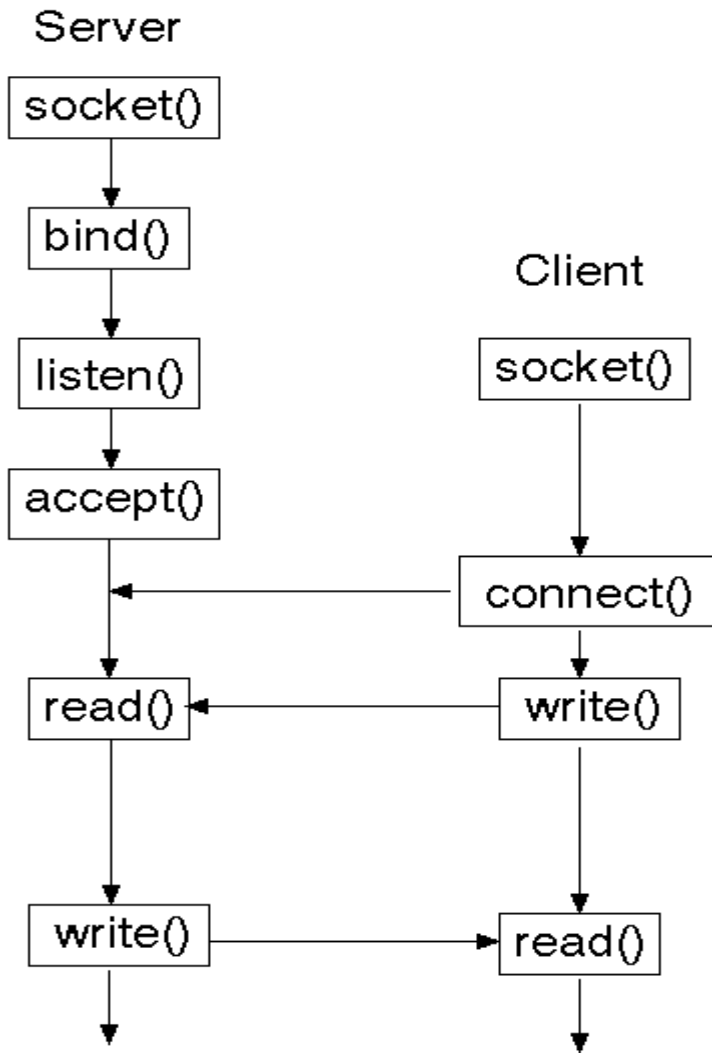 Server
socket()
bind()
listen()
accept()
read()
write()
Client
socket()
connect()
write()
read()